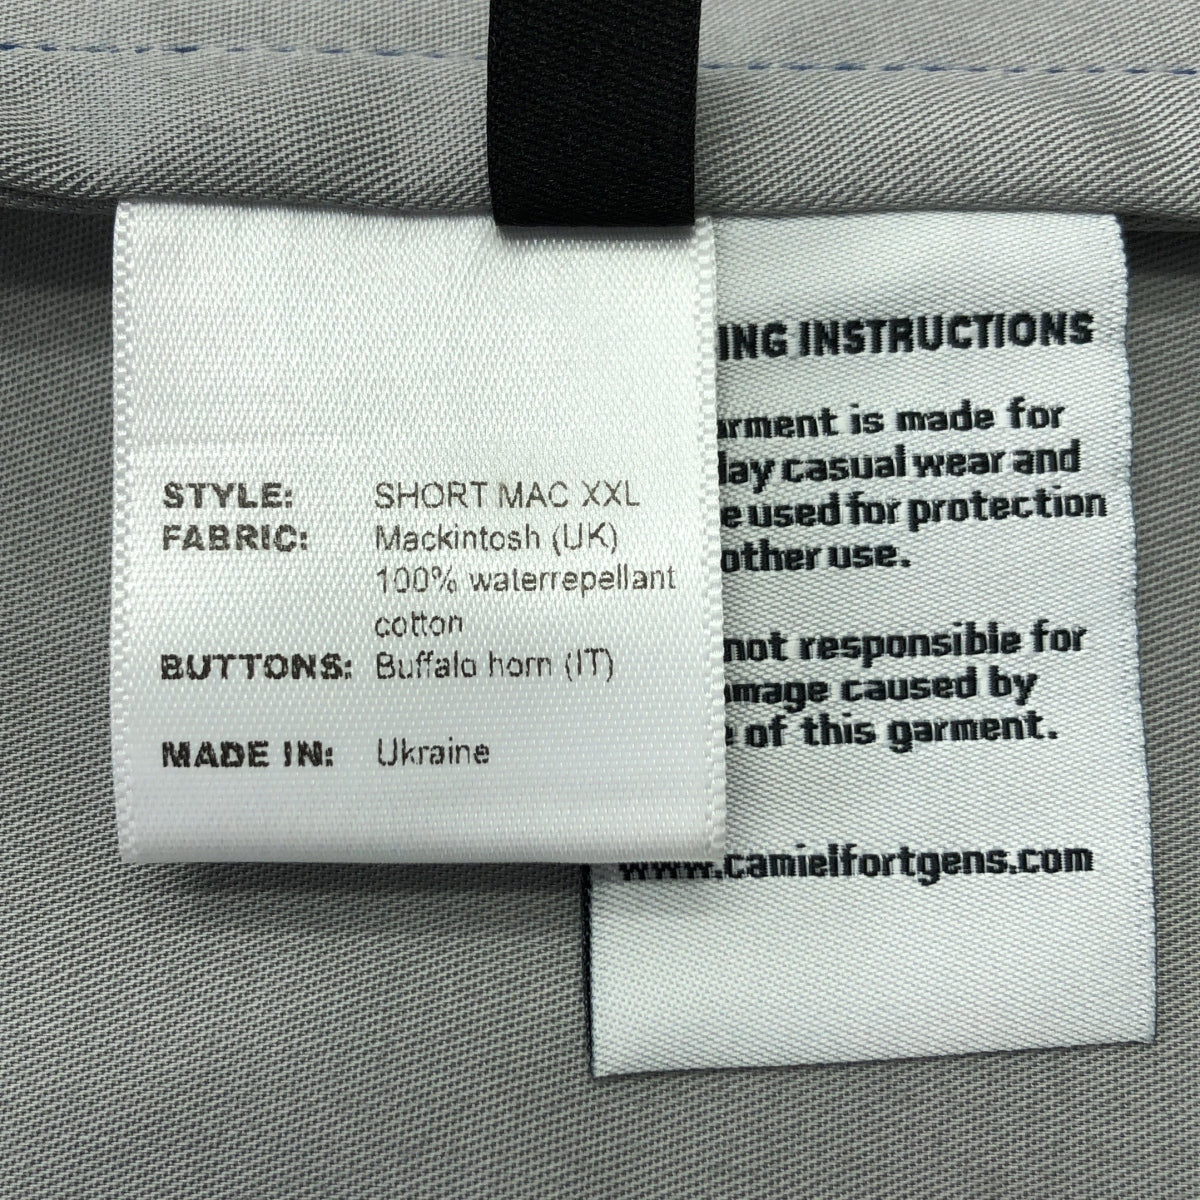 STYLE: SHORT MAC XXL
FABRIC: Mackintosh (UK)
100% waterrepellant
cotton
BUTTONS: Buffalo horn (IT)
MADE IN: Ukraine
ING INSTRUCTIONS
rment is made for
lay casual wear and
e used for protection
other use.
not responsible for
mage caused by
of this garment.
www.camielfortgens.com